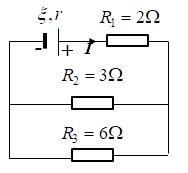 ξ,r
R₁ = 2Ω
- + I
R₂ = 3Ω
R₃ = 6Ω